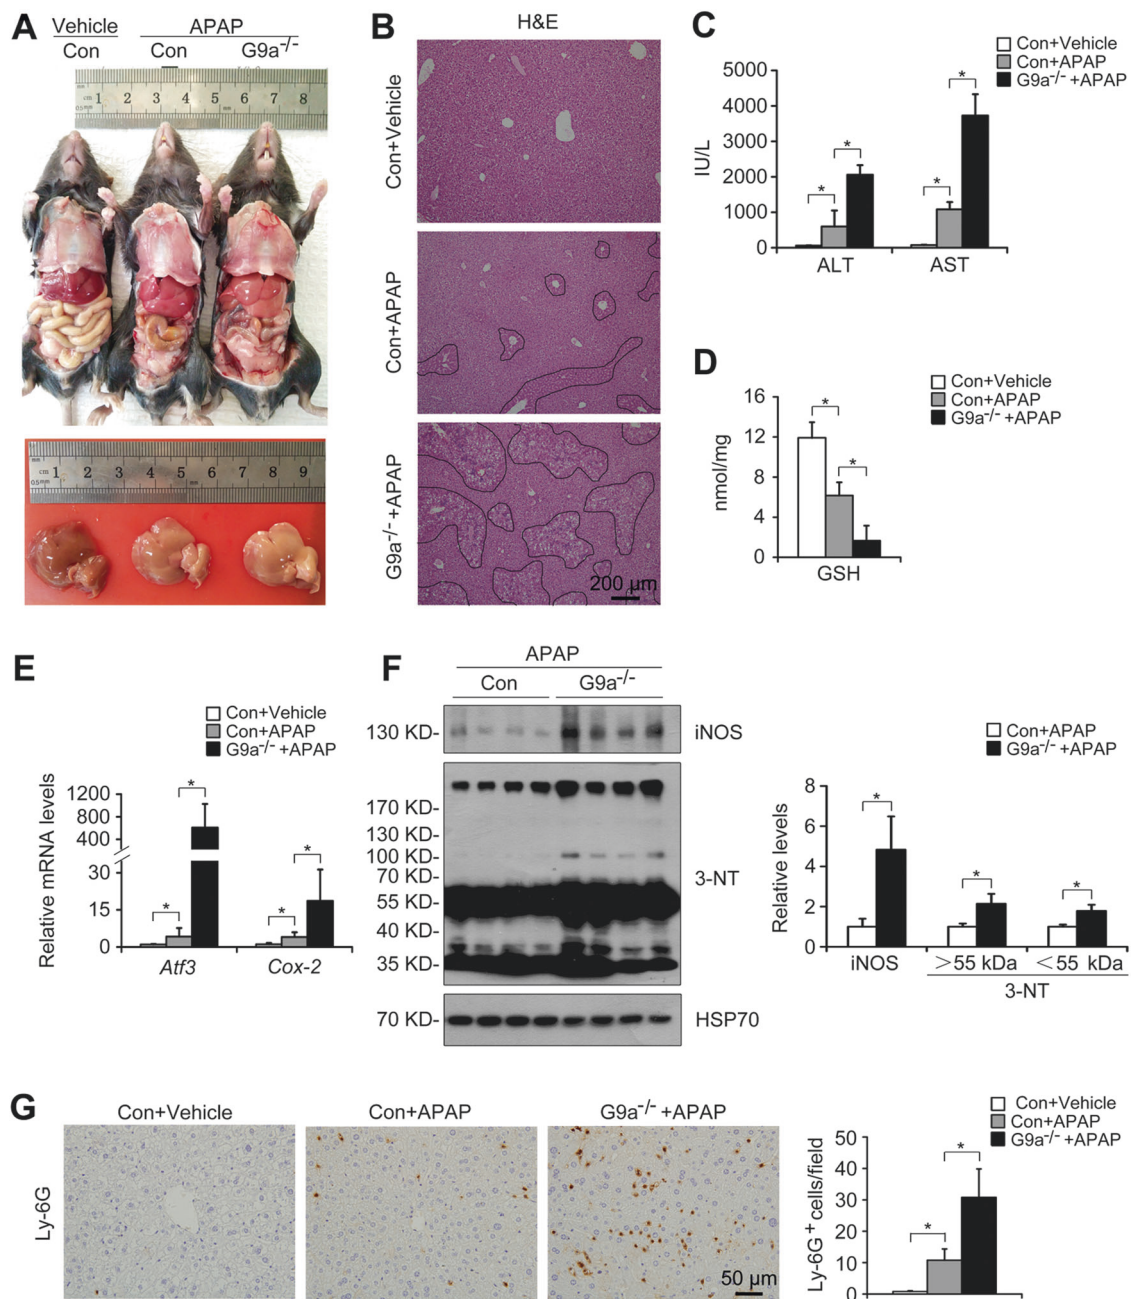 A
Vehicle APAP
Con Con G9a-/-
cm 1 2 3 4 5 6 7 8
0.5mm
mm
cm 1 2 3 4 5 6 7 8 9
0.5mm
B
H&E
Con+Vehicle
Con+APAP
G9a-/- +APAP
200 μm
C
Con+Vehicle
Con+APAP
G9a-/- +APAP
IU/L
5000
4000
3000
2000
1000
0
* * * *
ALT AST
D
Con+Vehicle
Con+APAP
G9a-/- +APAP
nmol/mg
16
12
8
4
0
* *
GSH
E
Con+Vehicle
Con+APAP
G9a-/- +APAP
Relative mRNA levels
1200
800
400
30
15
0
* * * *
Atf3 Cox-2
F
APAP
Con G9a-/-
130 KD- iNOS
170 KD-
130 KD-
100 KD-
70 KD-
55 KD- 3-NT
40 KD-
35 KD-
70 KD- HSP70
Con+APAP
G9a-/- +APAP
Relative levels
8
6
4
2
0
* * *
iNOS >55 kDa <55 kDa
3-NT
G
Con+Vehicle Con+APAP G9a-/- +APAP
Ly-6G
50 μm
Con+Vehicle
Con+APAP
G9a-/- +APAP
Ly-6G+ cells/field
50
40
30
20
10
0
* *